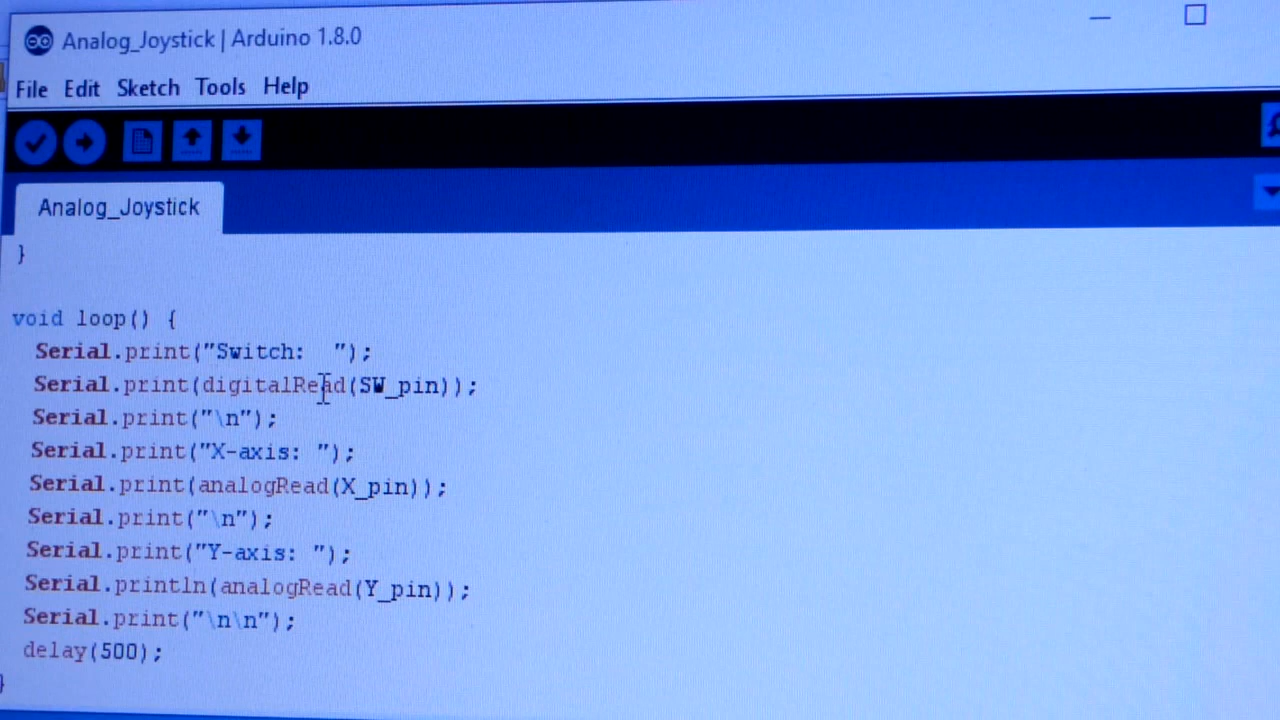 Analog_Joystick | Arduino 1.8.0
File Edit Sketch Tools Help
Analog_Joystick
}
void loop() {
Serial.print("Switch:  ");
Serial.print(digitalRead(SW_pin));
Serial.print("\n");
Serial.print("X-axis: ");
Serial.print(analogRead(X_pin));
Serial.print("\n");
Serial.print("Y-axis: ");
Serial.println(analogRead(Y_pin));
Serial.print("\n\n");
delay(500);
}